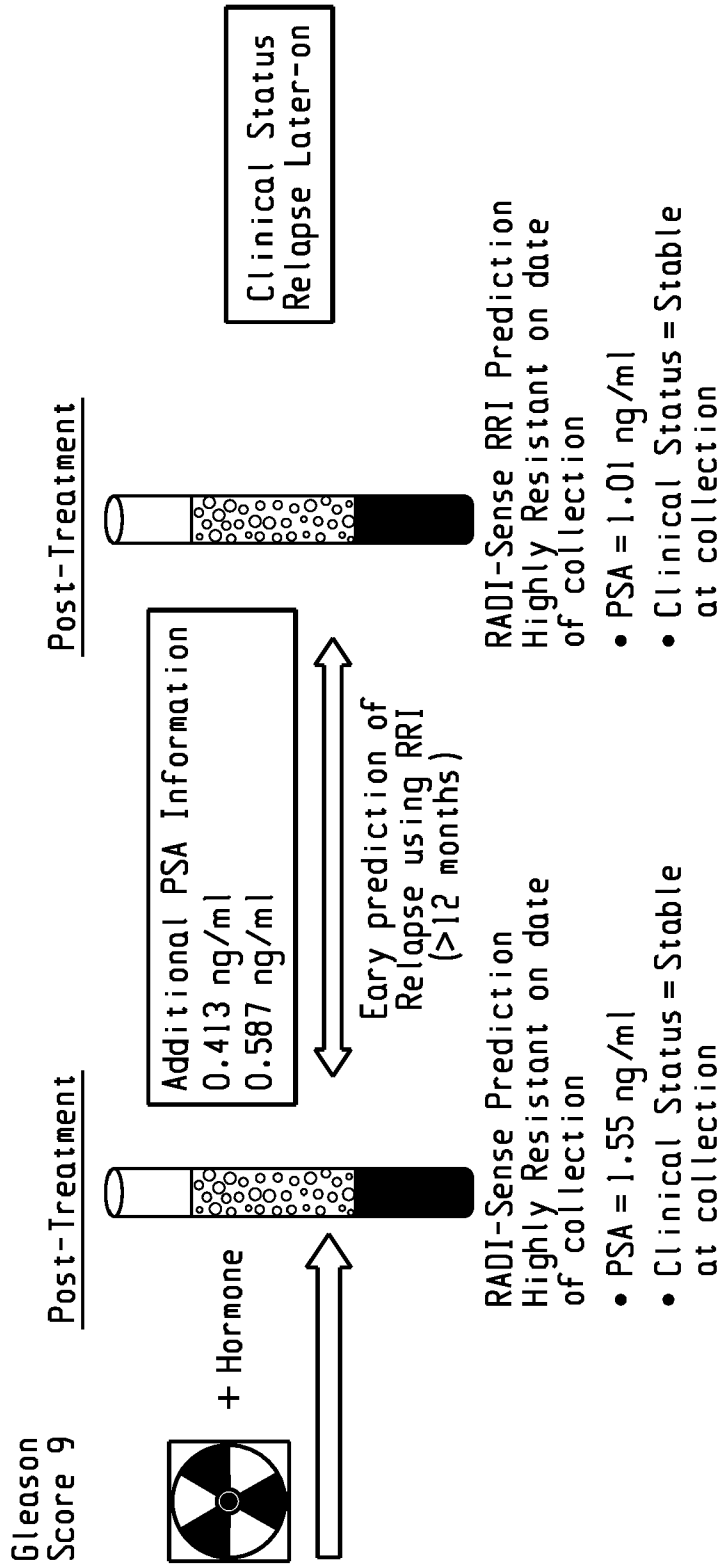 Gleason
Score 9
+ Hormone
Post-Treatment
RADI-Sense Prediction
Highly Resistant on date
of collection
• PSA = 1.55 ng/ml
• Clinical Status = Stable
at collection
Additional PSA Information
0.413 ng/ml
0.587 ng/ml
Eary prediction of
Relapse using RRI
(>12 months)
Post-Treatment
RADI-Sense RRI Prediction
Highly Resistant on date
of collection
• PSA = 1.01 ng/ml
• Clinical Status = Stable
at collection
Clinical Status
Relapse Later-on